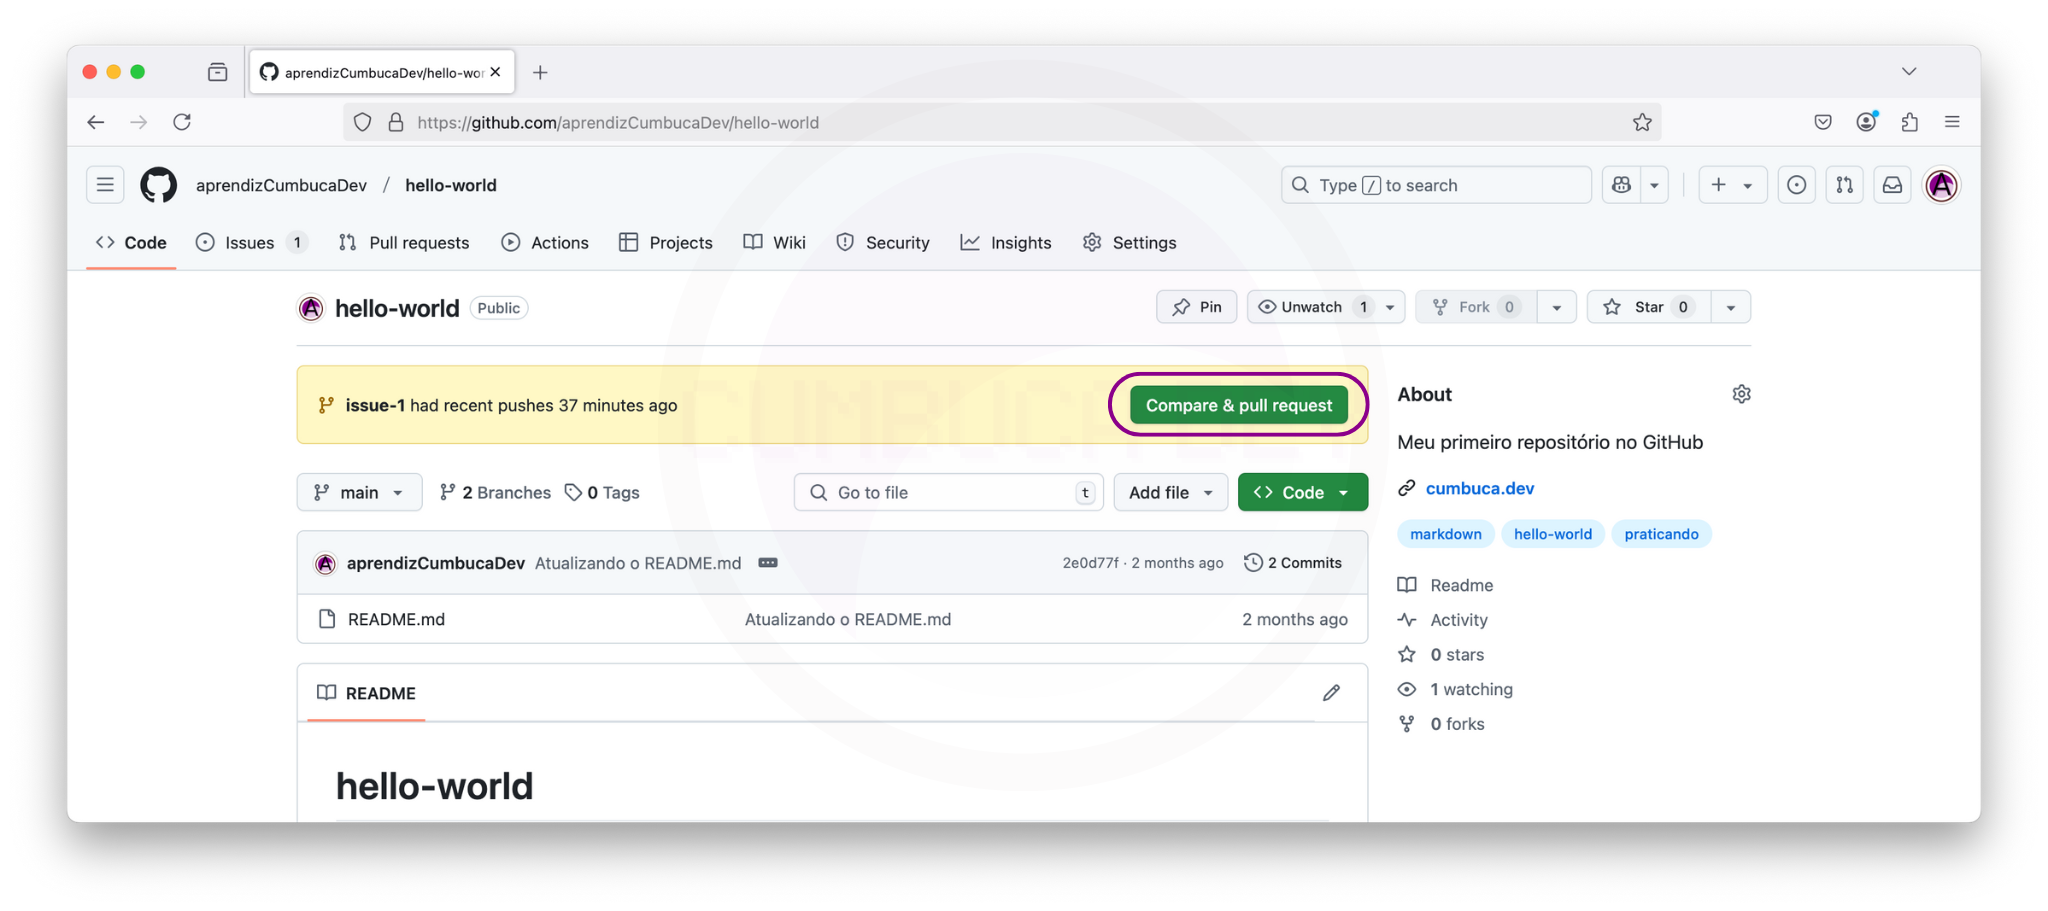 aprendizCumbucaDev/hello-wor
https://github.com/aprendizCumbucaDev/hello-world
aprendizCumbucaDev / hello-world
Type / to search
Code
Issues 1
Pull requests
Actions
Projects
Wiki
Security
Insights
Settings
hello-world Public
Pin
Unwatch 1
Fork 0
Star 0
issue-1 had recent pushes 37 minutes ago
Compare & pull request
main
2 Branches
0 Tags
Go to file t
Add file
Code
aprendizCumbucaDev Atualizando o README.md
2e0d77f · 2 months ago
2 Commits
README.md
Atualizando o README.md
2 months ago
README
hello-world
About
Meu primeiro repositório no GitHub
cumbuca.dev
markdown hello-world praticando
Readme
Activity
0 stars
1 watching
0 forks